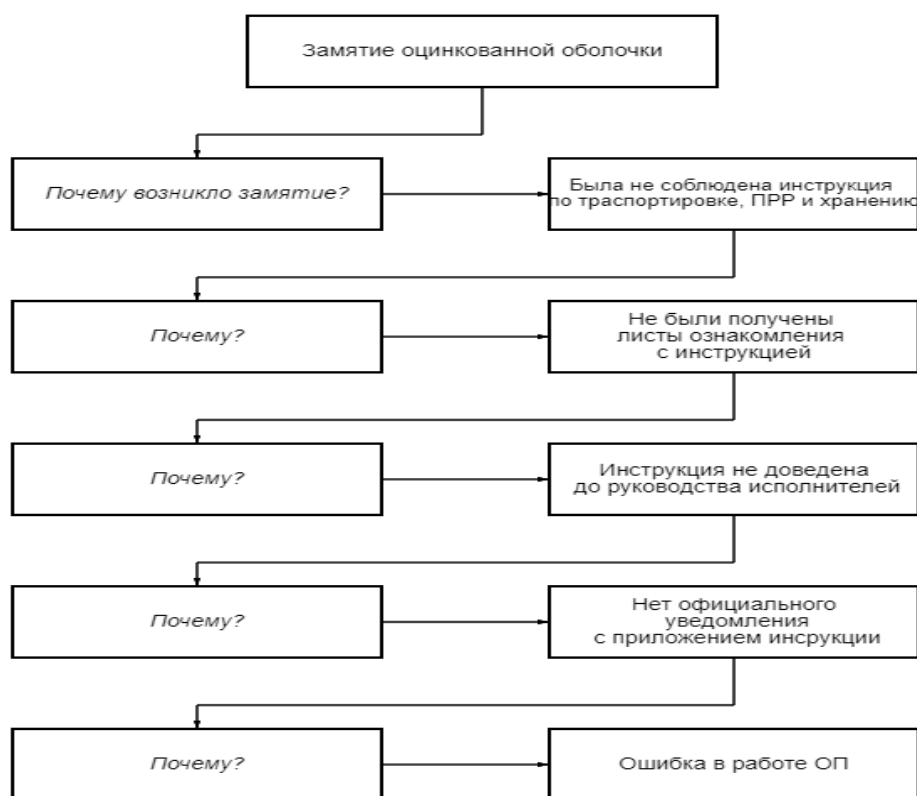 Замятие оцинкованной оболочки
Почему возникло замятие?
Была не соблюдена инструкция
по траспортировке, ПРР и хранению
Почему?
Не были получены
листы ознакомления
с инструкцией
Почему?
Инструкция не доведена
до руководства исполнителей
Почему?
Нет официального
уведомления
с приложением инсрукции
Почему?
Ошибка в работе ОП